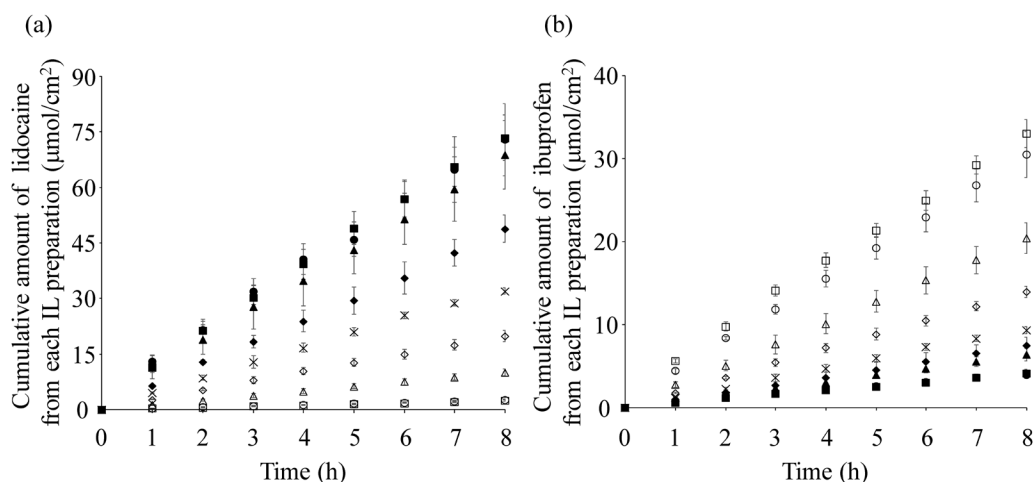 (a)
Cumulative amount of lidocaine
from each IL preparation (μmol/cm²)
90
75
60
45
30
15
0
0 1 2 3 4 5 6 7 8
Time (h)
(b)
Cumulative amount of ibuprofen
from each IL preparation (μmol/cm²)
40
30
20
10
0
0 1 2 3 4 5 6 7 8
Time (h)